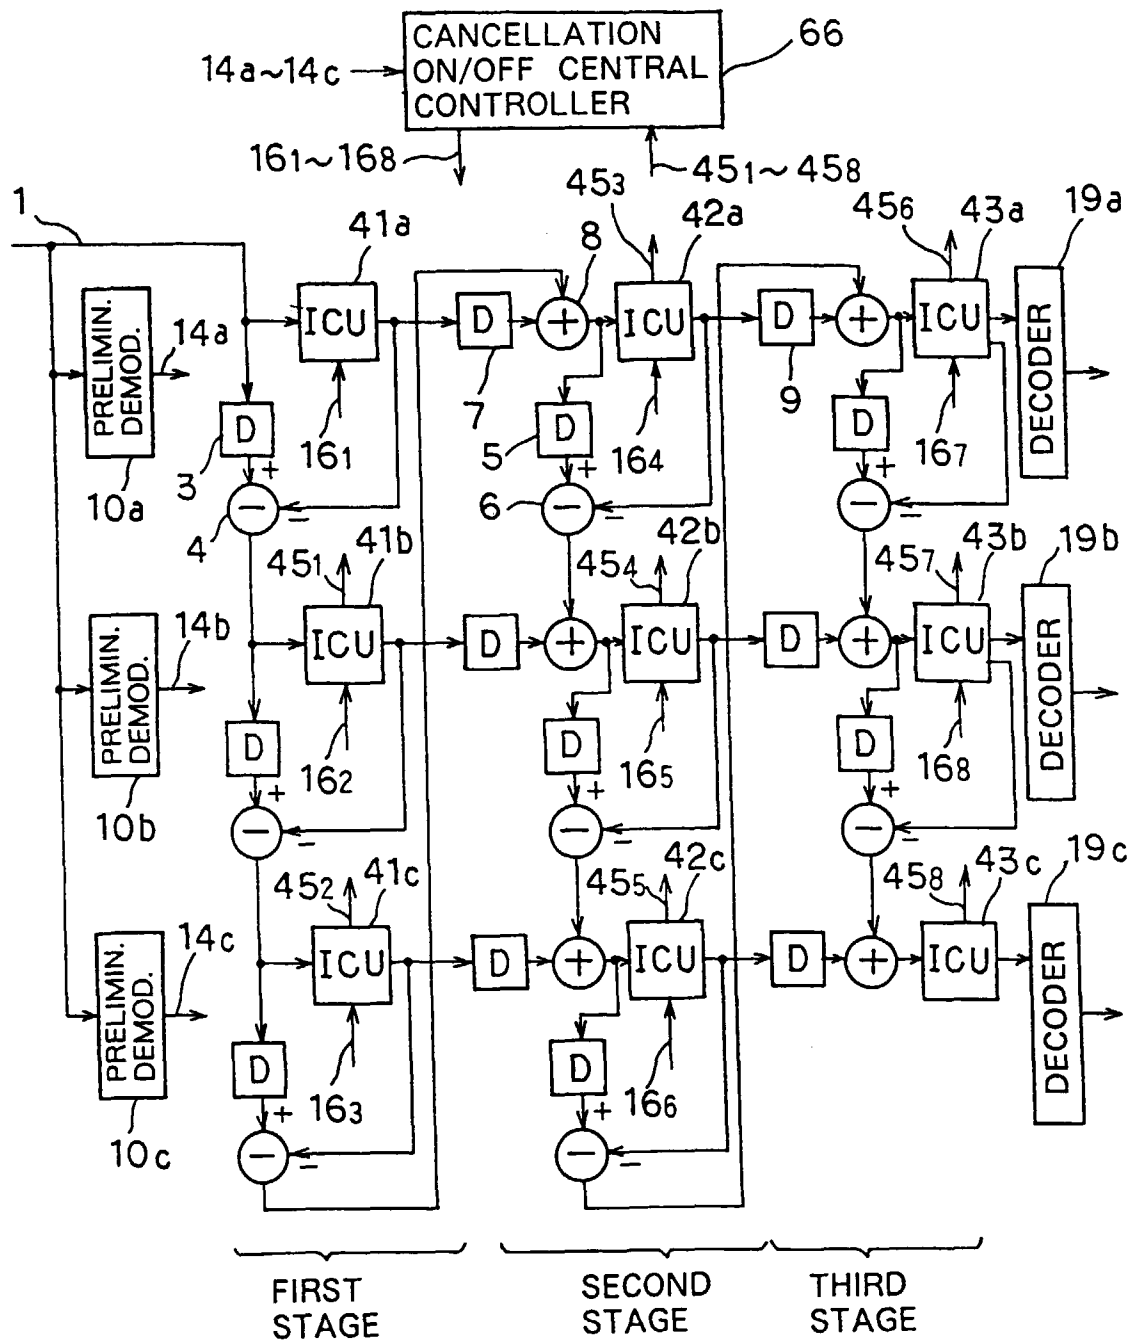 CANCELLATION
ON/OFF CENTRAL
CONTROLLER
66
14a~14c
16₁~16₈
45₁~45₈
1
41a
45₃
42a
45₆
43a
19a
8
ICU
D
+
ICU
D
+
ICU
DECODER
PRELIMIN.
DEMOD.
14a
10a
D
3
+
4
−
−
16₁
7
5
D
+
6
−
−
16₄
9
D
+
−
−
16₇
45₁
41b
45₄
42b
45₇
43b
19b
ICU
D
+
ICU
D
+
ICU
DECODER
PRELIMIN.
DEMOD.
14b
10b
D
+
−
−
16₂
D
+
−
−
16₅
D
+
−
−
16₈
45₂
41c
45₅
42c
45₈
43c
19c
ICU
D
+
ICU
D
+
ICU
DECODER
PRELIMIN.
DEMOD.
14c
10c
D
+
−
−
16₃
D
+
−
−
16₆
FIRST
STAGE
SECOND
STAGE
THIRD
STAGE